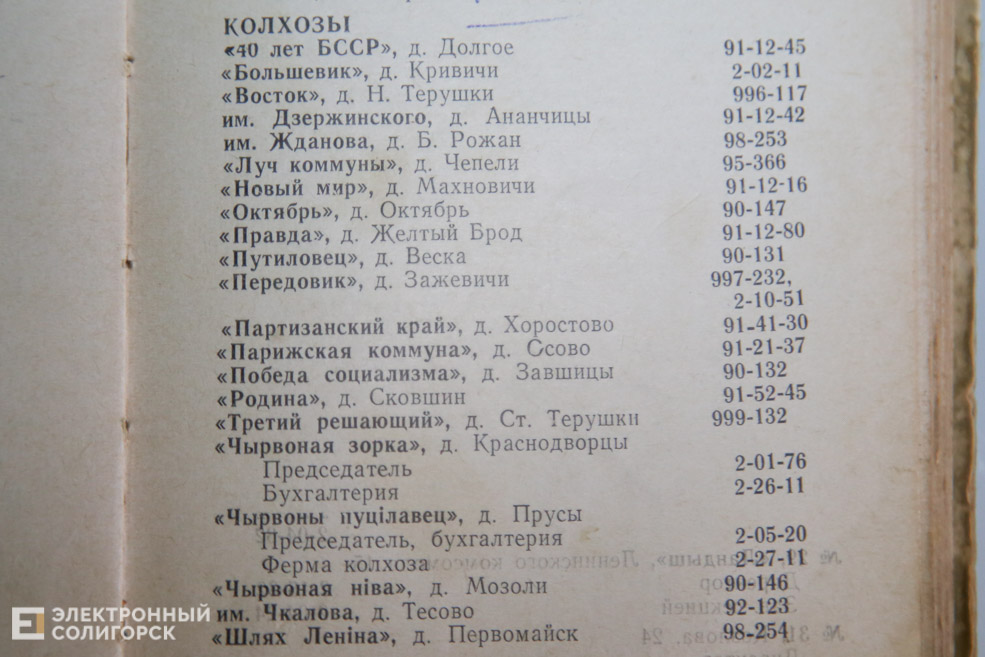 КОЛХОЗЫ
«40 лет БССР», д. Долгое 91-12-45
«Большевик», д. Кривичи 2-02-11
«Восток», д. Н. Терушки 996-117
им. Дзержинского, д. Ананчицы 91-12-42
им. Жданова, д. Б. Рожан 98-253
«Луч коммуны», д. Чепели 95-366
«Новый мир», д. Махновичи 91-12-16
«Октябрь», д. Октябрь 90-147
«Правда», д. Желтый Брод 91-12-80
«Путиловец», д. Веска 90-131
«Передовик», д. Зажевичи 997-232,
2-10-51
«Партизанский край», д. Хоростово 91-41-30
«Парижская коммуна», д. Осово 91-21-37
«Победа социализма», д. Завшицы 90-132
«Родина», д. Сковшин 91-52-45
«Третий решающий», д. Ст. Терушки 999-132
«Чырвоная зорка», д. Краснодворцы
Председатель 2-01-76
Бухгалтерия 2-26-11
«Чырвоны пуцілавец», д. Прусы
Председатель, бухгалтерия 2-05-20
Ферма колхоза 2-27-11
«Чырвоная ніва», д. Мозоли 90-146
им. Чкалова, д. Тесово 92-123
«Шлях Леніна», д. Первомайск 98-254
ЭЛЕКТРОННЫЙ
СОЛИГОРСК